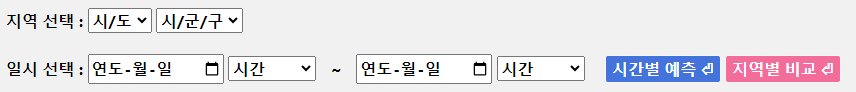 지역 선택 : 시/도 시/군/구
일시 선택 : 연도-월-일 시간 ~ 연도-월-일 시간 시간별 예측 ⏎ 지역별 비교 ⏎